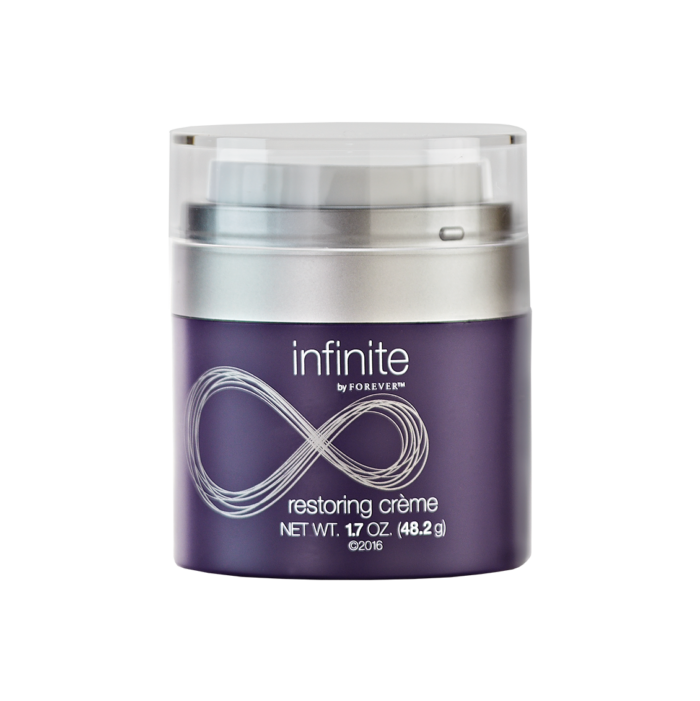 infinite
by FOREVER™
restoring crème
NET WT. 1.7 OZ. (48.2 g)
©2016